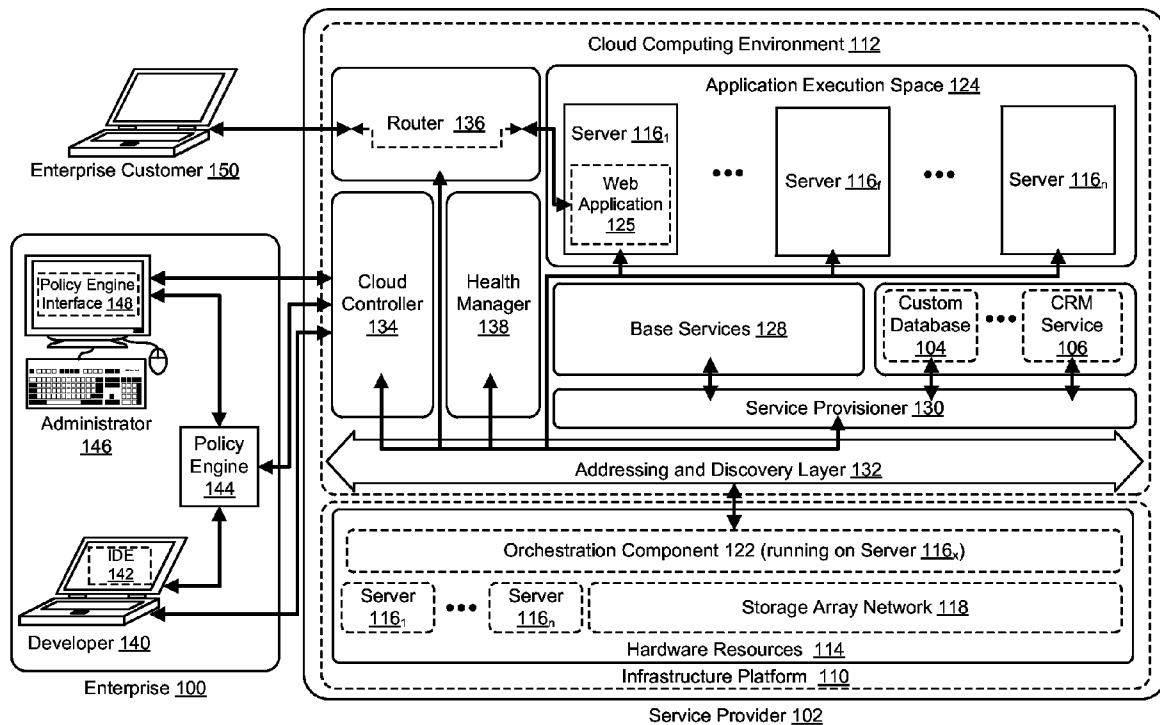 Cloud Computing Environment 112
Application Execution Space 124
Router 136
Server 116₁
Web
Application
125
•••
Server 116f
•••
Server 116n
Enterprise Customer 150
Policy Engine
Interface 148
Administrator
146
Policy
Engine
144
IDE
142
Developer 140
Enterprise 100
Cloud
Controller
134
Health
Manager
138
Base Services 128
Custom
Database
104
•••
CRM
Service
106
Service Provisioner 130
Addressing and Discovery Layer 132
Orchestration Component 122 (running on Server 116ₓ)
Server
116₁
•••
Server
116n
Storage Array Network 118
Hardware Resources 114
Infrastructure Platform 110
Service Provider 102